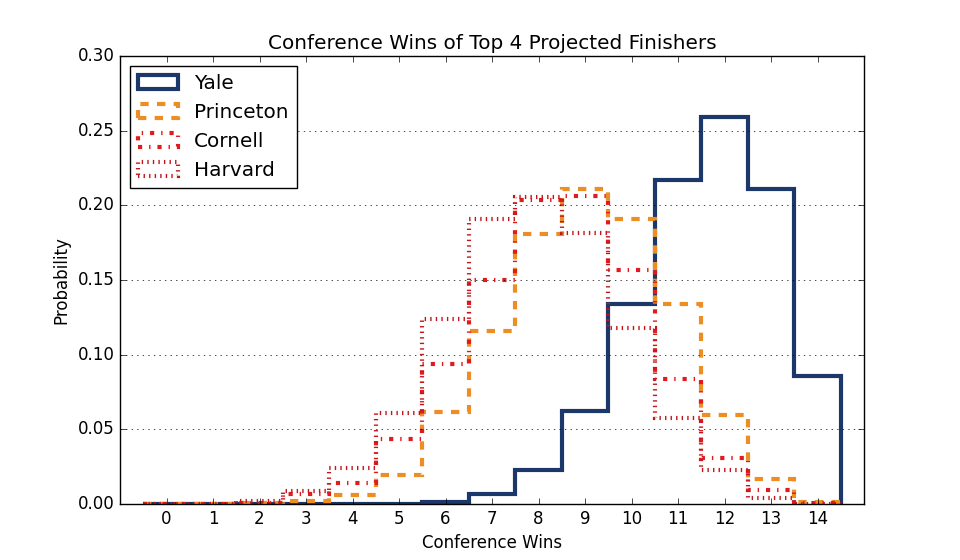 Conference Wins of Top 4 Projected Finishers
Yale
Princeton
Cornell
Harvard
0.30
0.25
0.20
0.15
0.10
0.05
0.00
Probability
0 1 2 3 4 5 6 7 8 9 10 11 12 13 14
Conference Wins